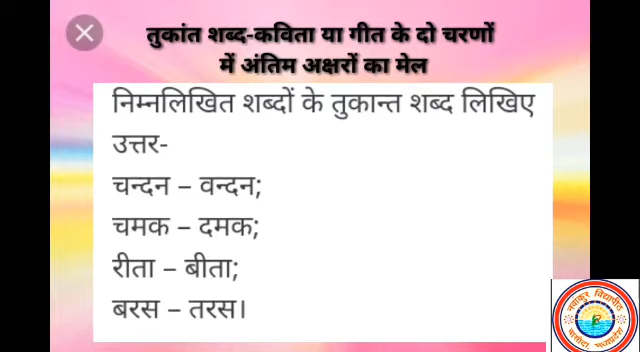 तुकांत शब्द-कविता या गीत के दो चरणों
में अंतिम अक्षरों का मेल
निम्नलिखित शब्दों के तुकान्त शब्द लिखिए
उत्तर-
चन्दन – वन्दन;
चमक – दमक;
रीता – बीता;
बरस – तरस।